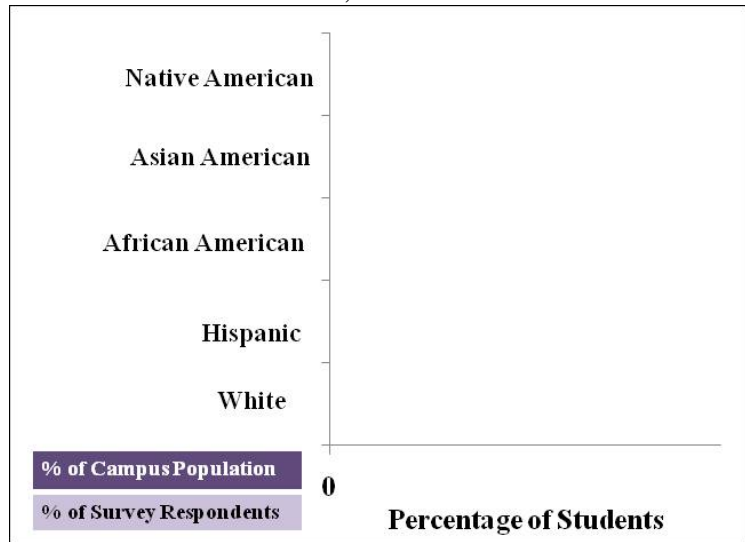 Native American
Asian American
African American
Hispanic
White
% of Campus Population
% of Survey Respondents
0
Percentage of Students